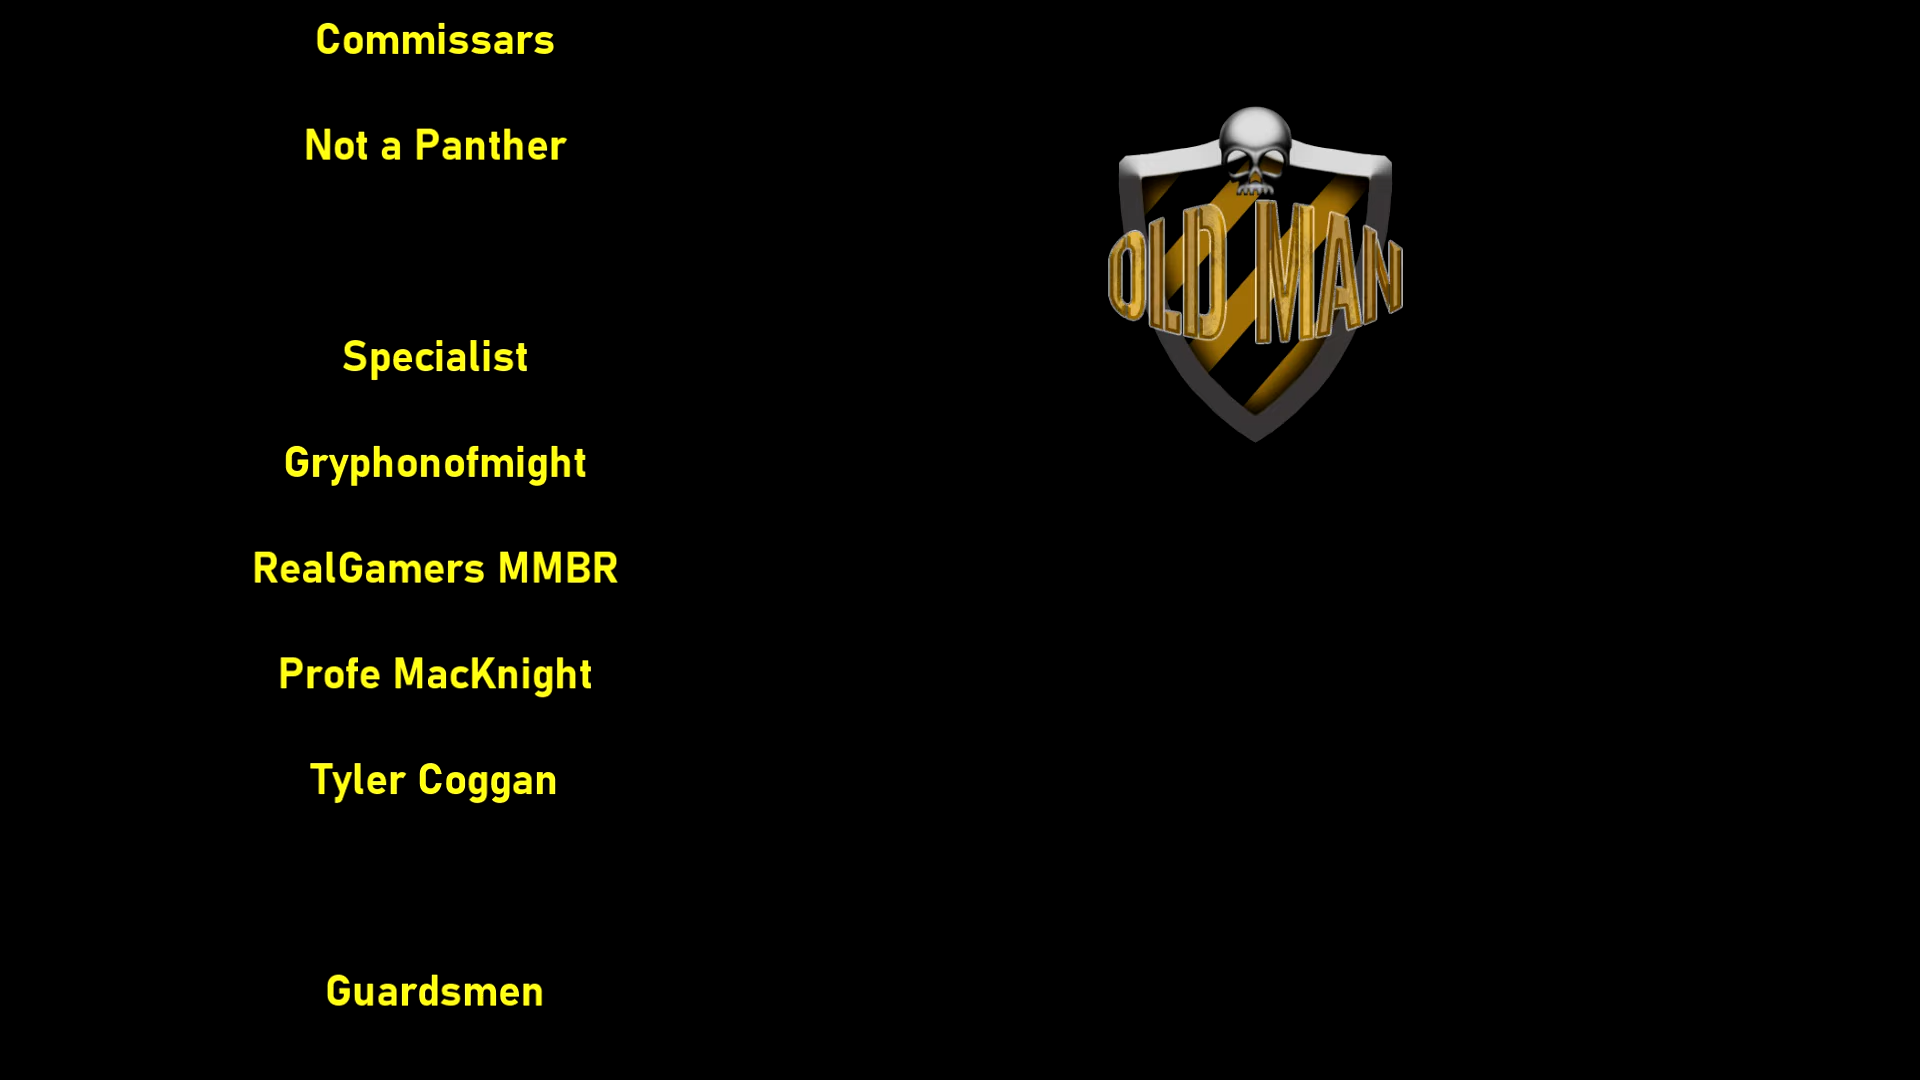 Commissars
Not a Panther
Specialist
Gryphonofmight
RealGamers MMBR
Profe MacKnight
Tyler Coggan
Guardsmen
OLD MAN